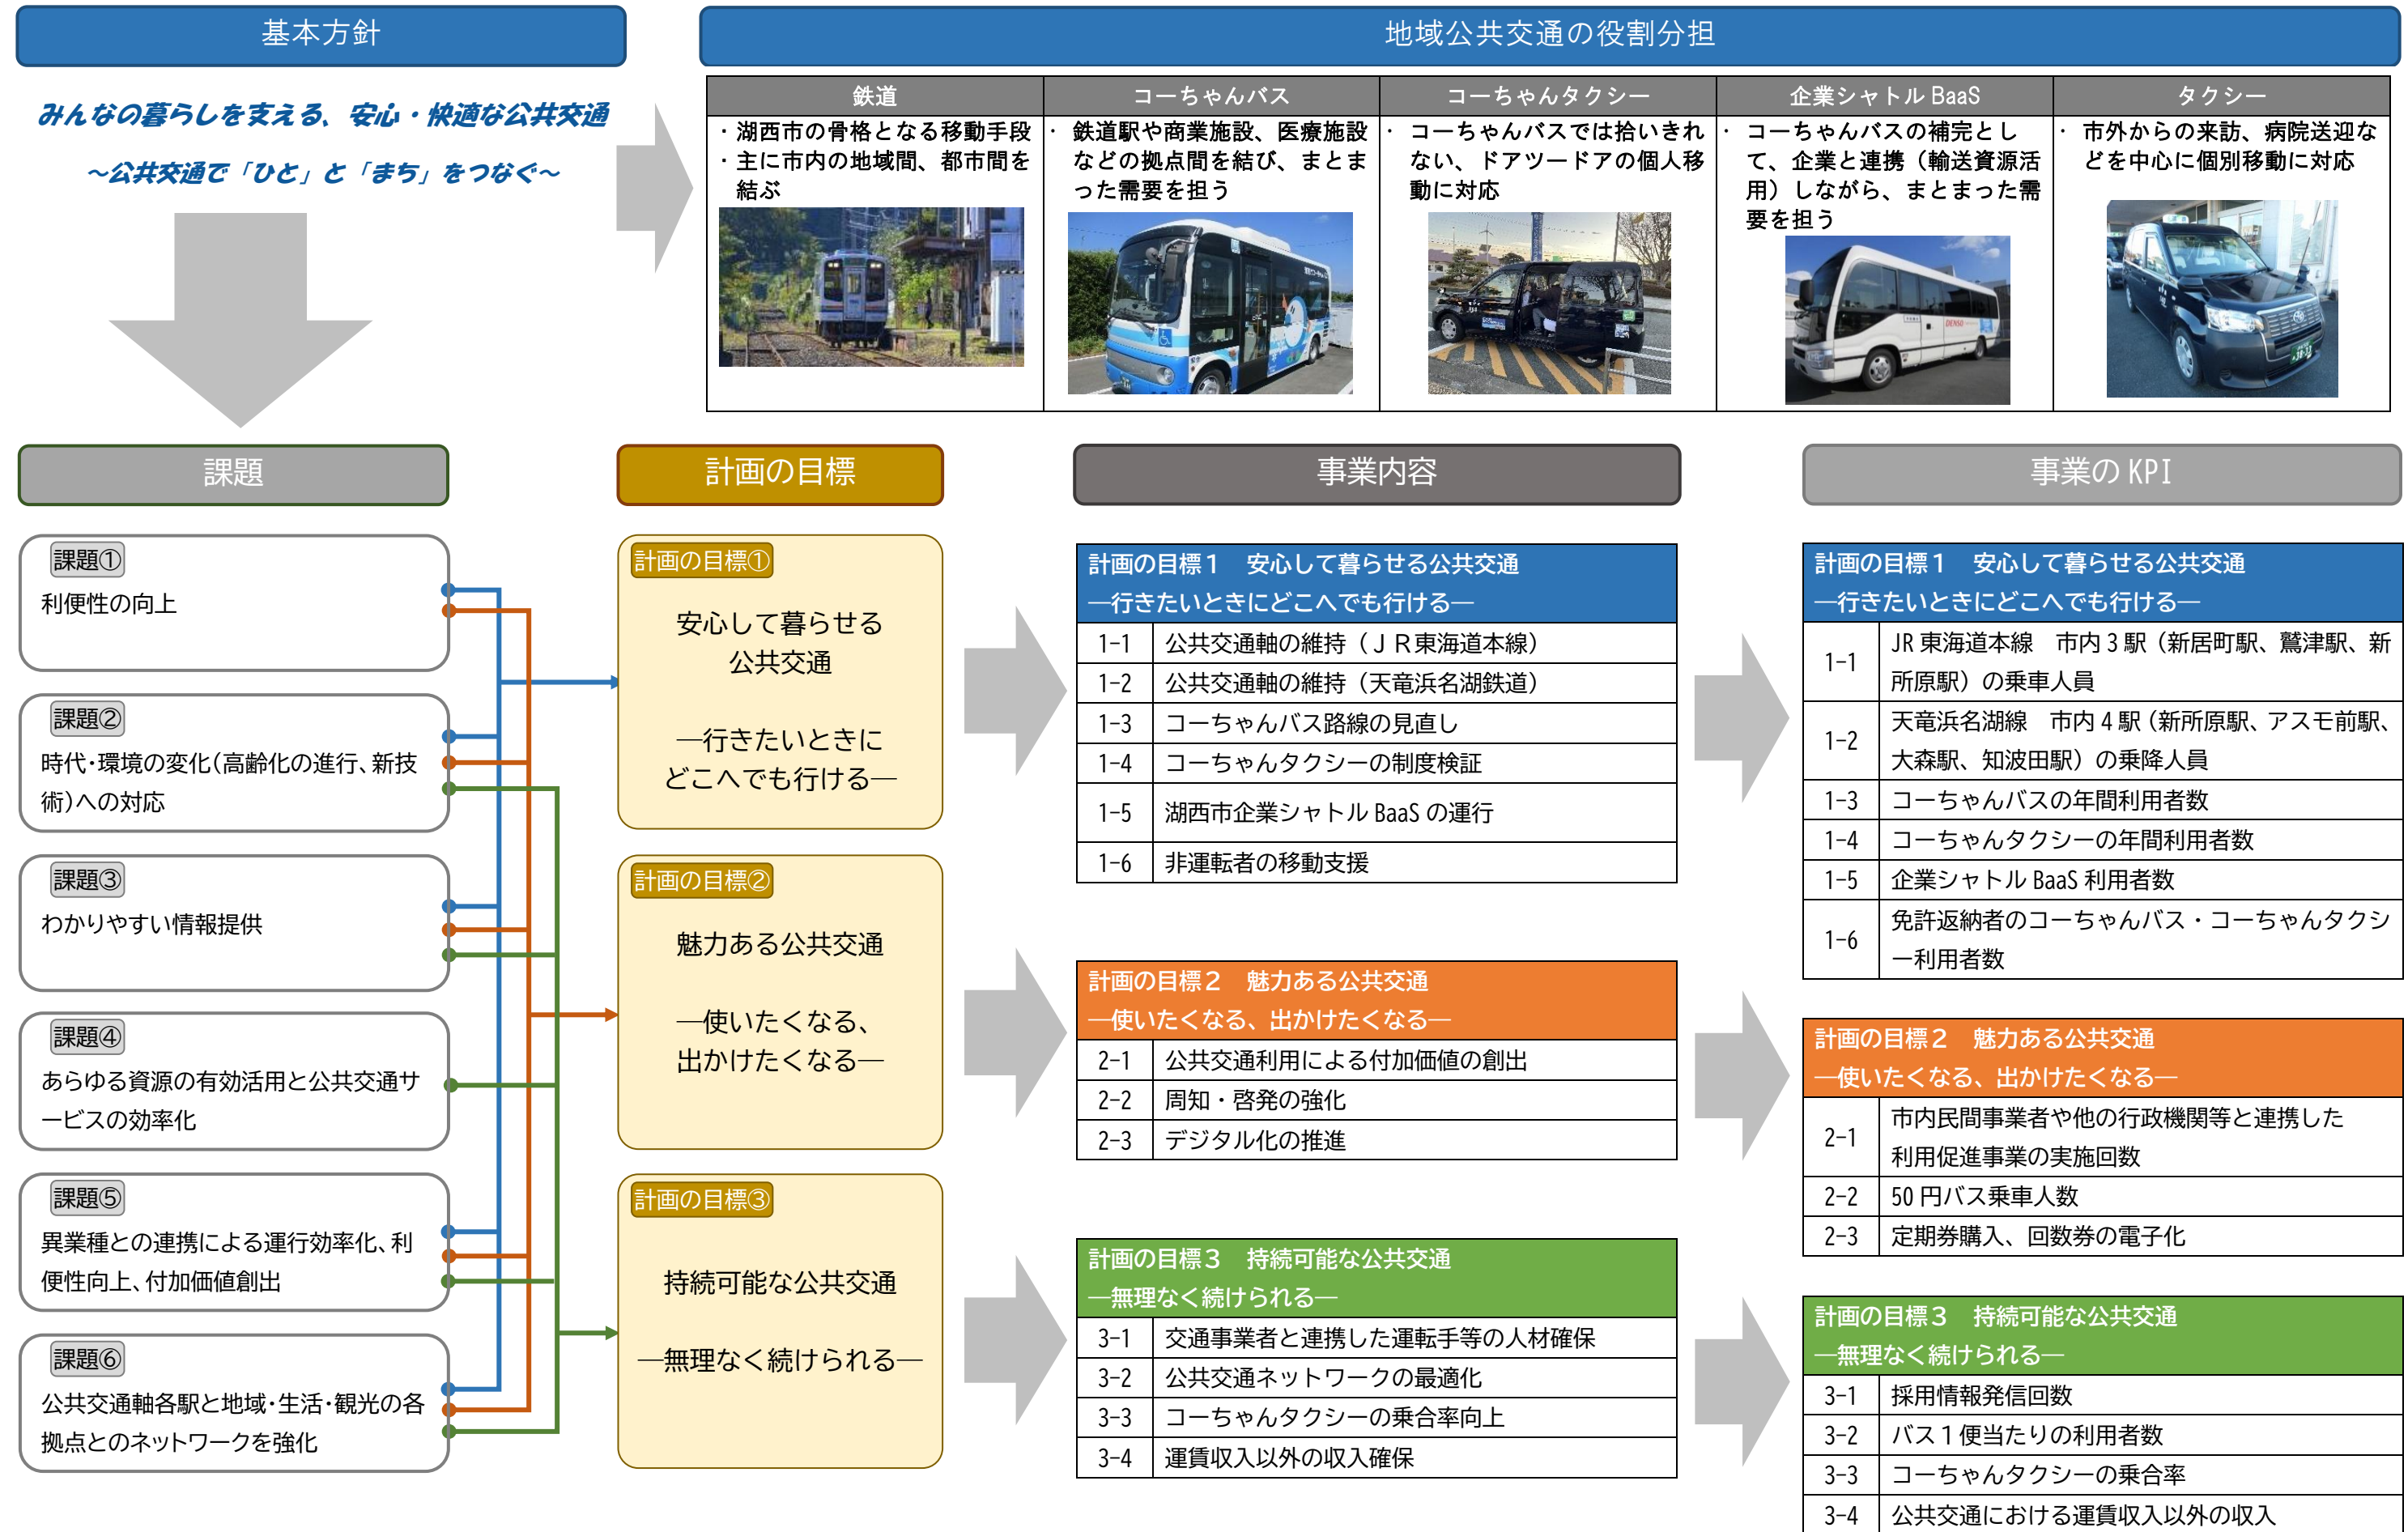 基本方針
みんなの暮らしを支える、安心・快適な公共交通
～公共交通で「ひと」と「まち」をつなぐ～
地域公共交通の役割分担
鉄道
・湖西市の骨格となる移動手段
・主に市内の地域間、都市間を
結ぶ
コーちゃんバス
・ 鉄道駅や商業施設、医療施設
などの拠点間を結び、まとま
った需要を担う
コーちゃんタクシー
・ コーちゃんバスでは拾いきれ
ない、ドアツードアの個人移
動に対応
企業シャトル BaaS
・ コーちゃんバスの補完とし
て、企業と連携（輸送資源活
用）しながら、まとまった需
要を担う
DENSO
タクシー
・ 市外からの来訪、病院送迎な
どを中心に個別移動に対応
課題
課題①
利便性の向上
課題②
時代・環境の変化（高齢化の進行、新技
術）への対応
課題③
わかりやすい情報提供
課題④
あらゆる資源の有効活用と公共交通サ
ービスの効率化
課題⑤
異業種との連携による運行効率化、利
便性向上、付加価値創出
課題⑥
公共交通軸各駅と地域・生活・観光の各
拠点とのネットワークを強化
計画の目標
計画の目標①
安心して暮らせる
公共交通
―行きたいときに
どこへでも行ける―
計画の目標②
魅力ある公共交通
―使いたくなる、
出かけたくなる―
計画の目標③
持続可能な公共交通
―無理なく続けられる―
事業内容
計画の目標１　安心して暮らせる公共交通
―行きたいときにどこへでも行ける―
1-1 公共交通軸の維持（ＪＲ東海道本線）
1-2 公共交通軸の維持（天竜浜名湖鉄道）
1-3 コーちゃんバス路線の見直し
1-4 コーちゃんタクシーの制度検証
1-5 湖西市企業シャトル BaaS の運行
1-6 非運転者の移動支援
計画の目標２　魅力ある公共交通
―使いたくなる、出かけたくなる―
2-1 公共交通利用による付加価値の創出
2-2 周知・啓発の強化
2-3 デジタル化の推進
計画の目標３　持続可能な公共交通
―無理なく続けられる―
3-1 交通事業者と連携した運転手等の人材確保
3-2 公共交通ネットワークの最適化
3-3 コーちゃんタクシーの乗合率向上
3-4 運賃収入以外の収入確保
事業の KPI
計画の目標１　安心して暮らせる公共交通
―行きたいときにどこへでも行ける―
1-1 JR 東海道本線　市内 3 駅（新居町駅、鷲津駅、新
所原駅）の乗車人員
1-2 天竜浜名湖線　市内 4 駅（新所原駅、アスモ前駅、
大森駅、知波田駅）の乗降人員
1-3 コーちゃんバスの年間利用者数
1-4 コーちゃんタクシーの年間利用者数
1-5 企業シャトル BaaS 利用者数
1-6 免許返納者のコーちゃんバス・コーちゃんタクシ
ー利用者数
計画の目標２　魅力ある公共交通
―使いたくなる、出かけたくなる―
2-1 市内民間事業者や他の行政機関等と連携した
利用促進事業の実施回数
2-2 50 円バス乗車人数
2-3 定期券購入、回数券の電子化
計画の目標３　持続可能な公共交通
―無理なく続けられる―
3-1 採用情報発信回数
3-2 バス１便当たりの利用者数
3-3 コーちゃんタクシーの乗合率
3-4 公共交通における運賃収入以外の収入